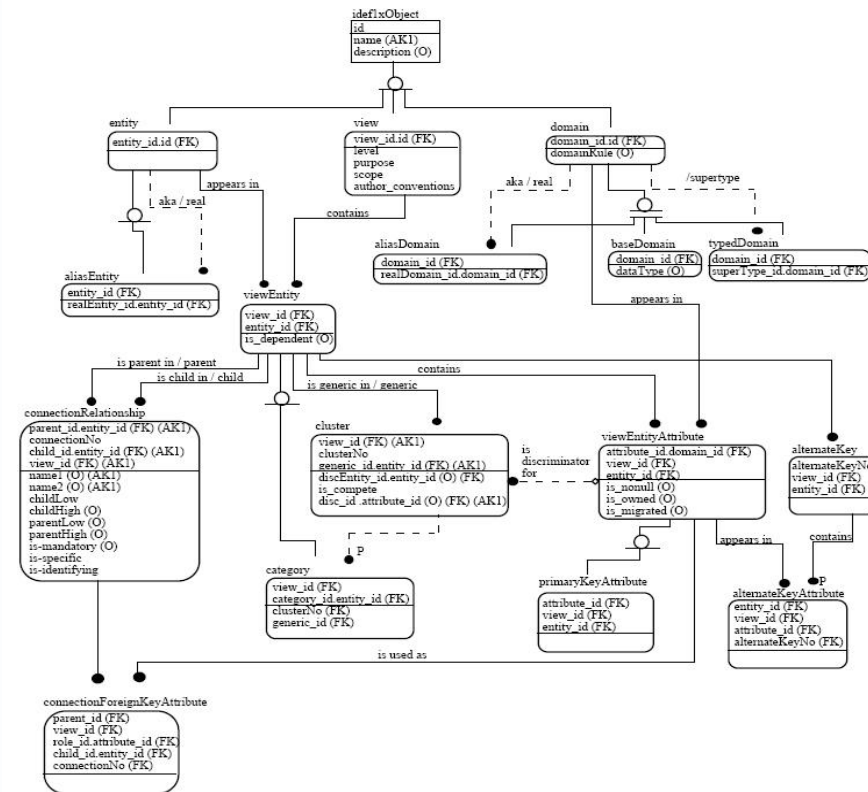 idef1xObject
id
name (AK1)
description (O)
entity
entity_id.id (FK)
view
view_id.id (FK)
level
purpose
scope
author_conventions
domain
domain_id.id (FK)
domainRule (O)
appears in
aka / real
contains
aka / real
/supertype
aliasEntity
entity_id (FK)
realEntity_id.entity_id (FK)
aliasDomain
domain_id (FK)
realDomain_id.domain_id (FK)
baseDomain
domain_id (FK)
dataType (O)
typedDomain
domain_id (FK)
superType_id.domain_id (FK)
viewEntity
view_id (FK)
entity_id (FK)
is_dependent (O)
appears in
is parent in / parent
is child in / child
is generic in / generic
contains
connectionRelationship
parent_id.entity_id (FK) (AK1)
connectionNo
child_id.entity_id (FK) (AK1)
view_id (FK) (AK1)
name1 (O) (AK1)
name2 (O) (AK1)
childLow
childHigh (O)
parentLow (O)
parentHigh (O)
is-mandatory (O)
is-specific
is-identifying
cluster
view_id (FK) (AK1)
clusterNo
generic_id.entity_id (FK) (AK1)
discEntity_id.entity_id (O) (FK)
is_compete
disc_id .attribute_id (O) (FK) (AK1)
is
discriminator
for
viewEntityAttribute
attribute_id.domain_id (FK)
view_id (FK)
entity_id (FK)
is_nonull (O)
is_owned (O)
is_migrated (O)
alternateKey
alternateKeyNo
view_id (FK)
entity_id (FK)
P
category
view_id (FK)
category_id.entity_id (FK)
clusterNo (FK)
generic_id (FK)
primaryKeyAttribute
attribute_id (FK)
view_id (FK)
entity_id (FK)
appears in
contains
P
alternateKeyAttribute
entity_id (FK)
view_id (FK)
attribute_id (FK)
alternateKeyNo (FK)
is used as
connectionForeignKeyAttribute
parent_id (FK)
view_id (FK)
role_id.attribute_id (FK)
child_id.entity_id (FK)
connectionNo (FK)